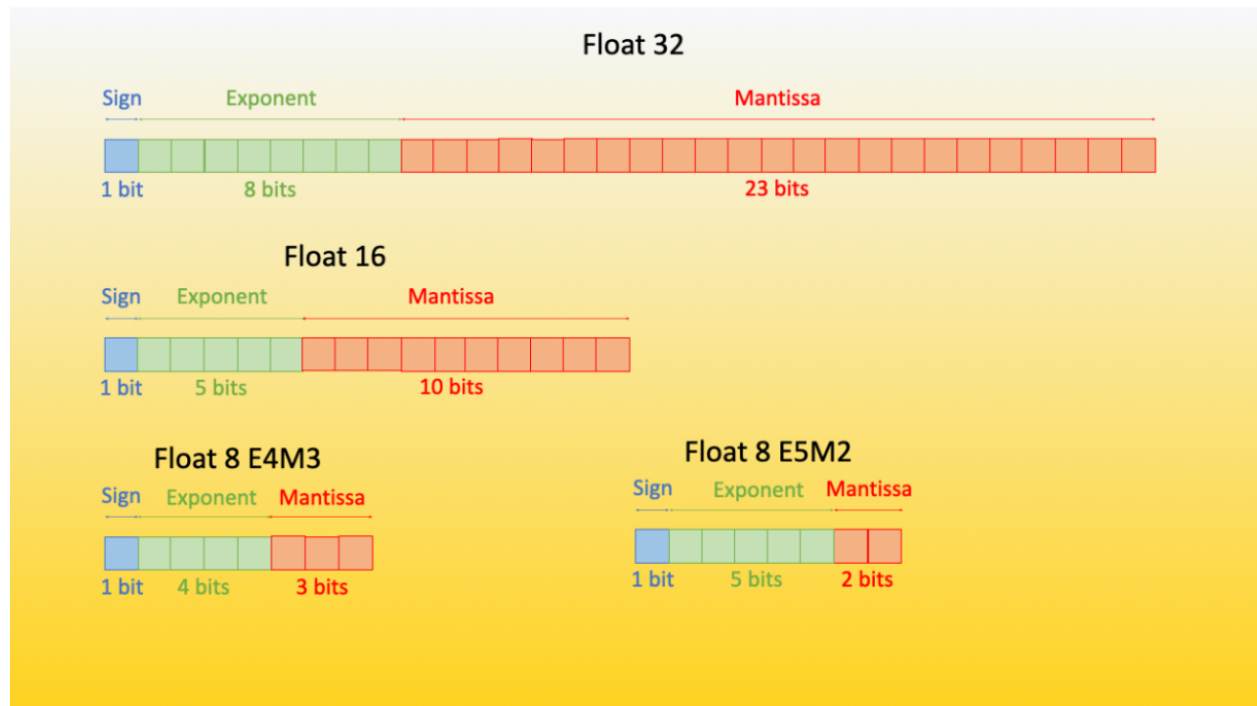 Float 32
Sign Exponent Mantissa
1 bit 8 bits 23 bits
Float 16
Sign Exponent Mantissa
1 bit 5 bits 10 bits
Float 8 E4M3
Sign Exponent Mantissa
1 bit 4 bits 3 bits
Float 8 E5M2
Sign Exponent Mantissa
1 bit 5 bits 2 bits